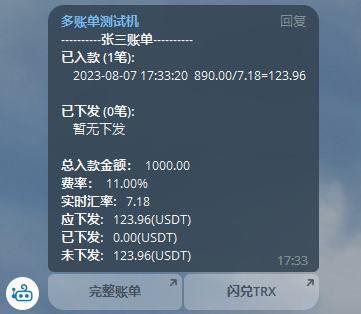 多账单测试机 回复
----------张三账单----------
已入款 (1笔):
2023-08-07 17:33:20 890.00/7.18=123.96
已下发 (0笔):
暂无下发
总入款金额： 1000.00
费率： 11.00%
实时汇率: 7.18
应下发: 123.96(USDT)
已下发: 0.00(USDT)
未下发: 123.96(USDT)
17:33
完整账单 闪兑TRX